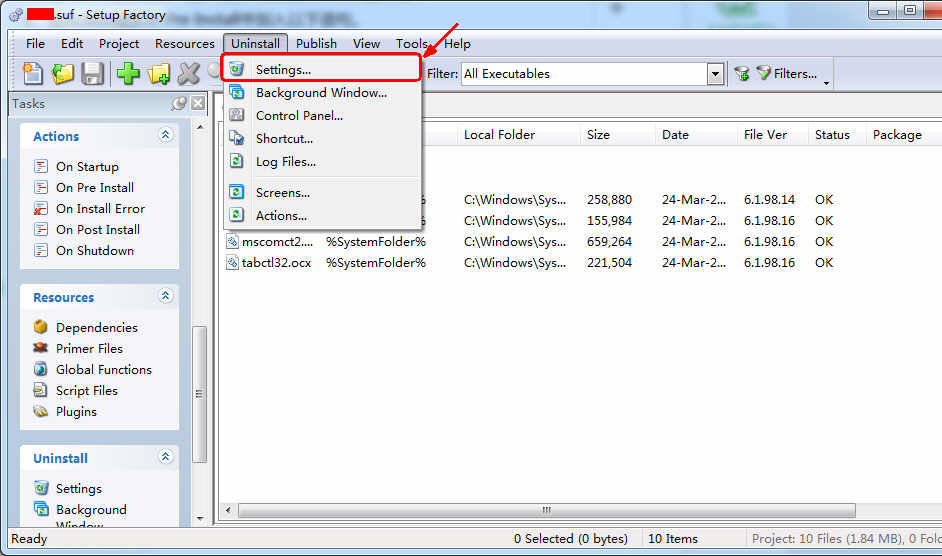 .suf - Setup Factory
File Edit Project Resources Uninstall Publish View Tools Help
Filter: All Executables Filters...
Tasks
Local Folder Size Date File Ver Status Package
Actions
On Startup
On Pre Install
On Install Error
On Post Install
On Shutdown
Resources
Dependencies
Primer Files
Global Functions
Script Files
Plugins
Uninstall
Settings
Background
Window
Settings...
Background Window...
Control Panel...
Shortcut...
Log Files...
Screens...
Actions...
C:\Windows\Sys... 258,880 24-Mar-2... 6.1.98.14 OK
C:\Windows\Sys... 155,984 24-Mar-2... 6.1.98.16 OK
mscomct2.... %SystemFolder% C:\Windows\Sys... 659,264 24-Mar-2... 6.1.98.16 OK
tabctl32.ocx %SystemFolder% C:\Windows\Sys... 221,504 24-Mar-2... 6.1.98.16 OK
Ready 0 Selected (0 bytes) 10 Items Project: 10 Files (1.84 MB), 0 Fol